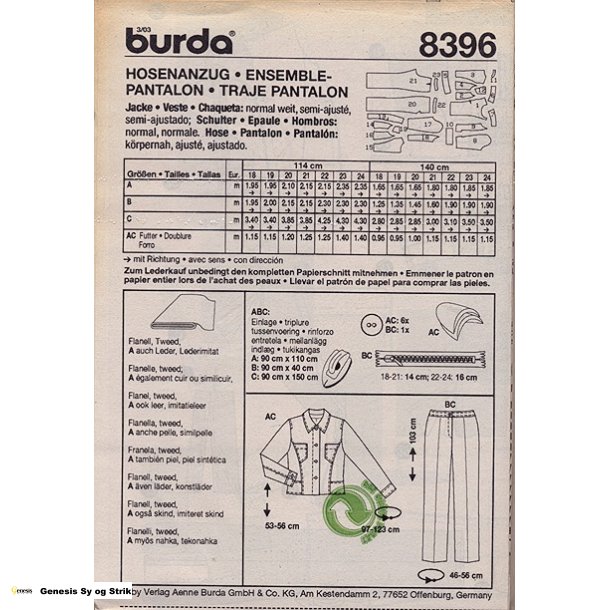 3/03
burda® 8396
HOSENANZUG • ENSEMBLE-
PANTALON • TRAJE PANTALON
Jacke • Veste • Chaqueta: normal weit, semi-ajusté,
semi-ajustado; Schulter • Epaule • Hombros:
normal, normale. Hose • Pantalon • Pantalón:
körpernah, ajusté, ajustado.
114 cm 140 cm
Größen • Tailles • Tallas Eur. 18 19 20 21 22 23 24 18 19 20 21 22 23 24
A m 1.95 1.95 2.10 2.15 2.15 2.35 2.35 1.65 1.65 1.65 1.80 1.80 1.85 1.85
B m 1.95 2.00 2.15 2.15 2.30 2.30 2.30 1.25 1.35 1.45 1.60 1.90 1.90 1.90
C m 3.40 3.40 3.85 3.85 4.25 4.30 4.30 2.80 2.85 2.85 3.00 3.10 3.50 3.50
AC Futter • Doublure m 1.15 1.15 1.20 1.25 1.25 1.40 1.40 0.95 0.95 1.00 1.15 1.15 1.15 1.15
Forro
→ mit Richtung • avec sens • con dirección
Zum Lederkauf unbedingt den kompletten Papierschnitt mitnehmen • Emmener le patron en
papier entier lors de l'achat des peaux • Llevar el patrón de papel para comprar las pieles.
Flanell, Tweed,
A auch Leder, Lederimitat
Flanelle, tweed;
A également cuir ou similicuir,
Flanel, tweed,
A ook leer, imitatieleer
Flanella, tweed,
A anche pelle, similpelle
Franela, tweed,
A también piel, piel sintética
Flanell, tweed,
A även läder, konstläder
Flonel, tweed,
A også skind, imiteret skind
Flanelli, tweed,
A myös nahka, tekonahka
ABC:
Einlage • triplure
tussenvoering • rinforzo
entretela • mellanlägg
indlæg • tukikangas
A: 90 cm x 110 cm
B: 90 cm x 40 cm
C: 90 cm x 150 cm
AC: 6x
BC: 1x
AC
BC
18-21: 14 cm; 22-24: 16 cm
AC
53-56 cm
97-123 cm
BC
103 cm
46-56 cm
Genesis
Genesis Sy og Strik
by Verlag Aenne Burda GmbH & Co. KG, Am Kestendamm 2, 77652 Offenburg, Germany